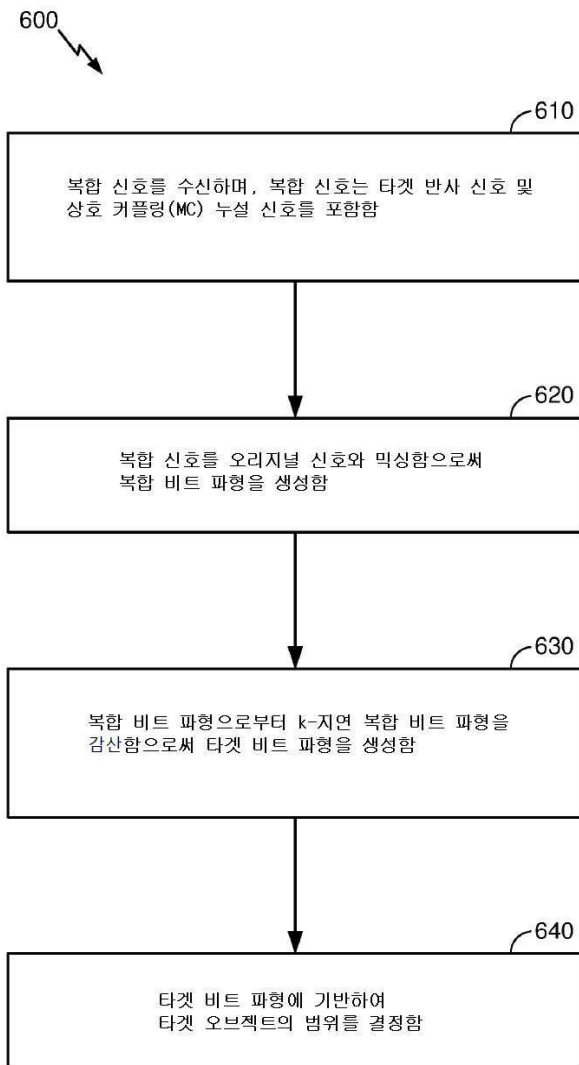 600
610
복합 신호를 수신하며, 복합 신호는 타겟 반사 신호 및
상호 커플링(MC) 누설 신호를 포함함
620
복합 신호를 오리지널 신호와 믹싱함으로써
복합 비트 파형을 생성함
630
복합 비트 파형으로부터 k-지연 복합 비트 파형을
감산함으로써 타겟 비트 파형을 생성함
640
타겟 비트 파형에 기반하여
타겟 오브젝트의 범위를 결정함